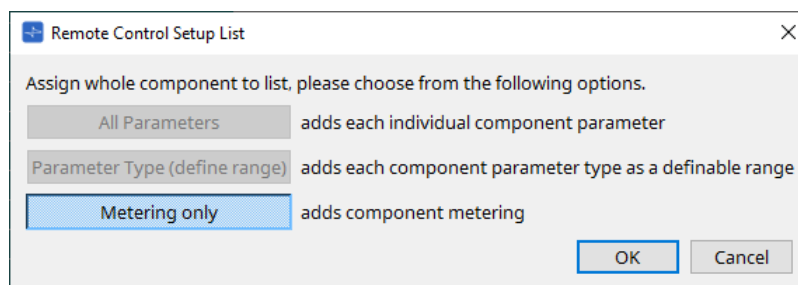 Remote Control Setup List
Assign whole component to list, please choose from the following options.
All Parameters adds each individual component parameter
Parameter Type (define range) adds each component parameter type as a definable range
Metering only adds component metering
OK Cancel